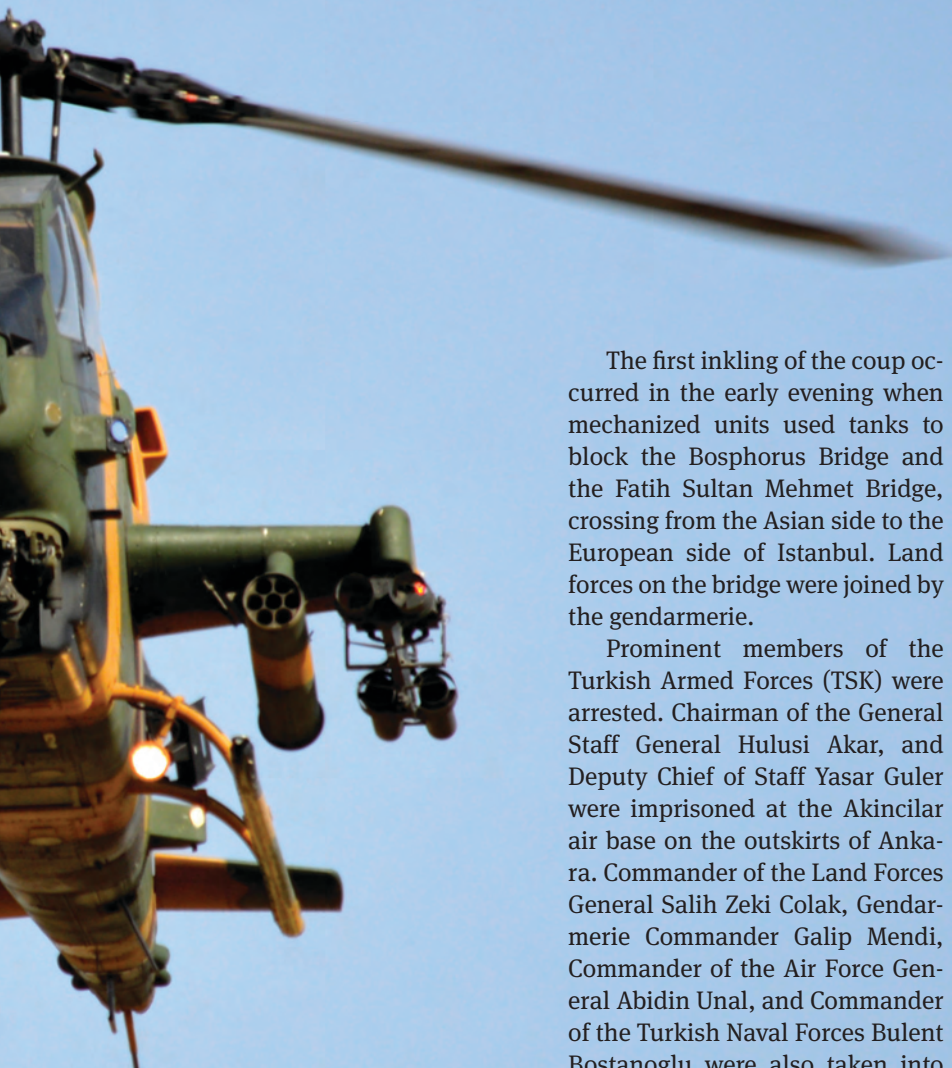 The first inkling of the coup oc-
curred in the early evening when
mechanized units used tanks to
block the Bosphorus Bridge and
the Fatih Sultan Mehmet Bridge,
crossing from the Asian side to the
European side of Istanbul. Land
forces on the bridge were joined by
the gendarmerie.
Prominent members of the
Turkish Armed Forces (TSK) were
arrested. Chairman of the General
Staff General Hulusi Akar, and
Deputy Chief of Staff Yasar Guler
were imprisoned at the Akincilar
air base on the outskirts of Anka-
ra. Commander of the Land Forces
General Salih Zeki Colak, Gendar-
merie Commander Galip Mendi,
Commander of the Air Force Gen-
eral Abidin Unal, and Commander
of the Turkish Naval Forces Bulent
Bostanoglu were also taken into